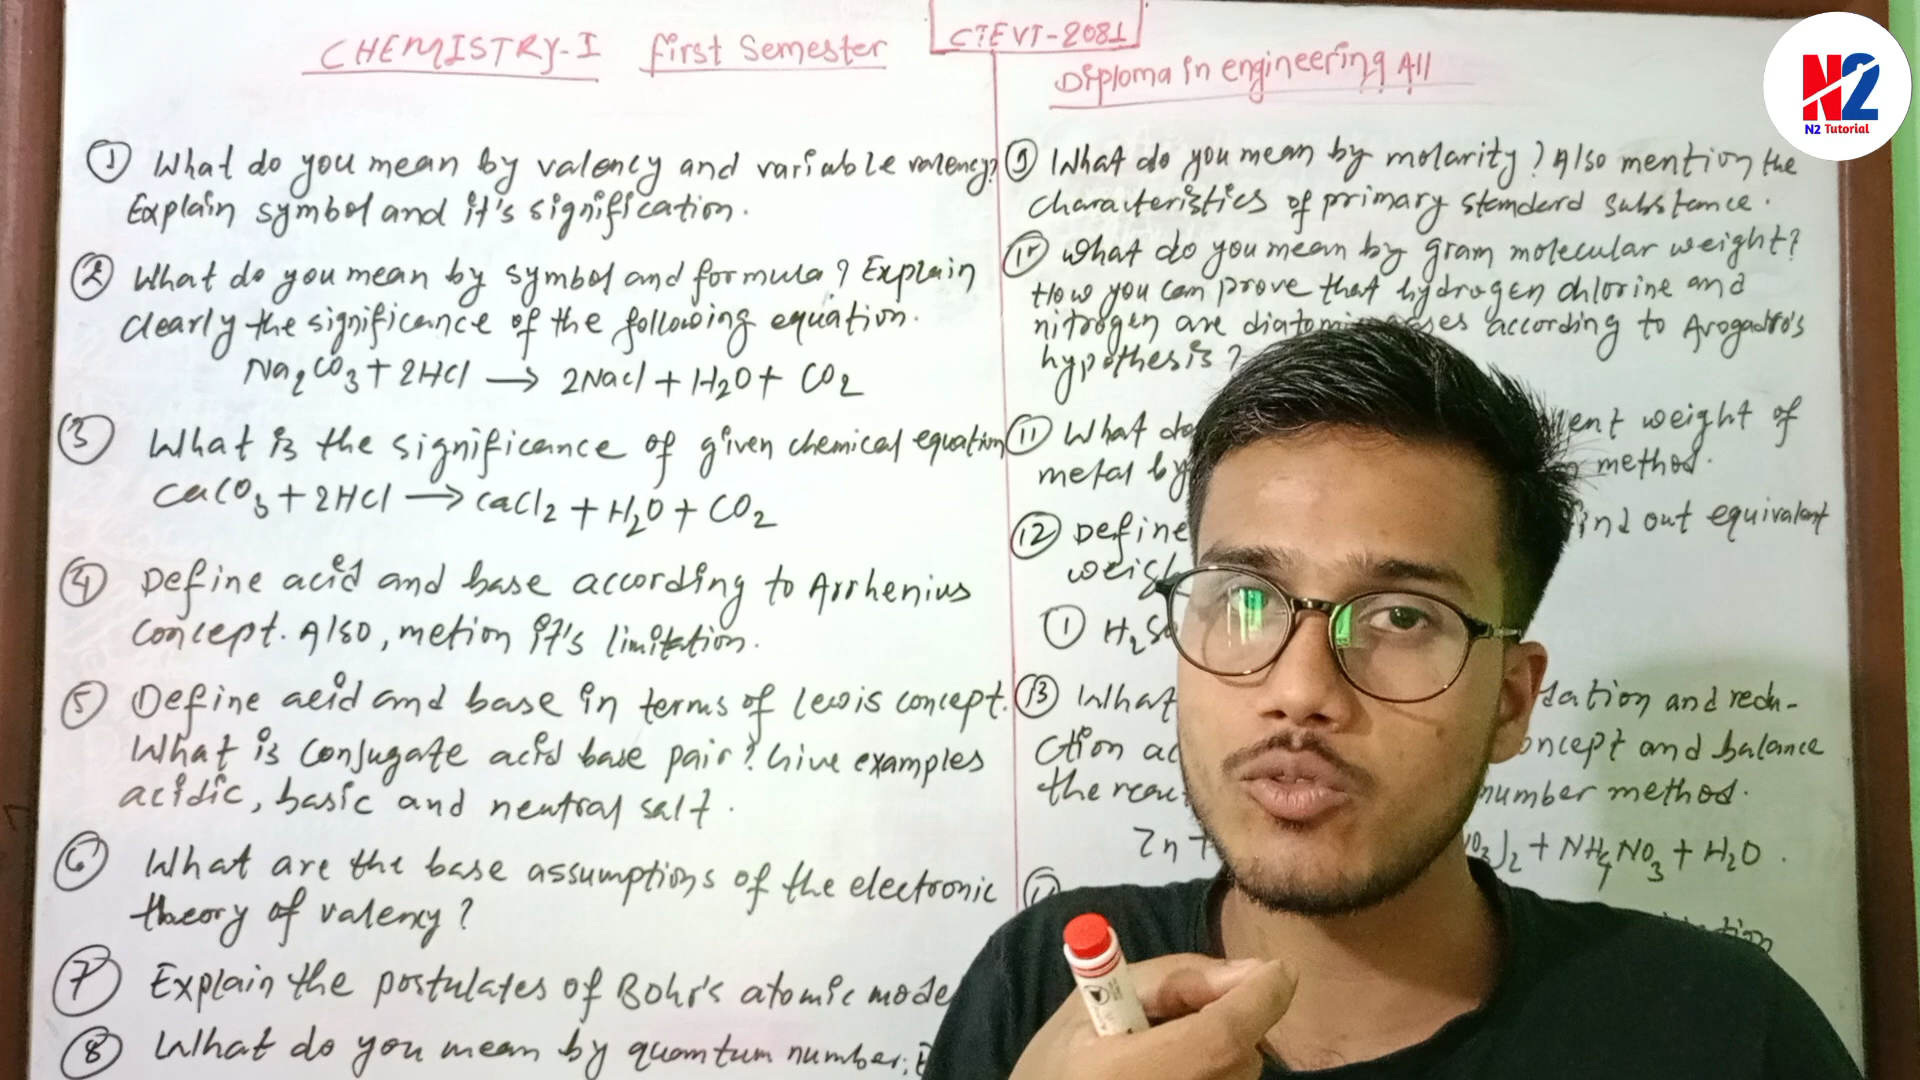 CHEMISTRY-I First Semester
CTEVT-2081
Diploma in engineering All
① What do you mean by valency and variable valency?
Explain symbol and it's signification.
② What do you mean by symbol and formula? Explain
clearly the significance of the following equation.
Na₂CO₃ + 2HCl → 2NaCl + H₂O + CO₂
③ What is the significance of given chemical equation
CaCO₃ + 2HCl → CaCl₂ + H₂O + CO₂
④ Define acid and base according to Arrhenius
concept. Also, metion it's limitation.
⑤ Define acid and base in terms of lewis concept.
What is conjugate acid base pair? Give examples
acidic, basic and neutral salt.
⑥ What are the base assumptions of the electronic
theory of valency?
⑦ Explain the postulates of Bohr's atomic mode
⑧ What do you mean by quantum number.
⑨ What do you mean by molarity? Also mention the
characteristics of primary standard substance.
What do you mean by gram molecular weight?
How you can prove that hydrogen chlorine and
nitrogen are diatomic gases according to Avogadro's
hypothesis?
⑪ What do weight of
metal by method.
⑫ Define find out equivalent
① H₂S
⑬ What and redu-
ction ac concept and balance
the number method.
Zn + )₂ + NH₄NO₃ + H₂O.
N2
N2 Tutorial